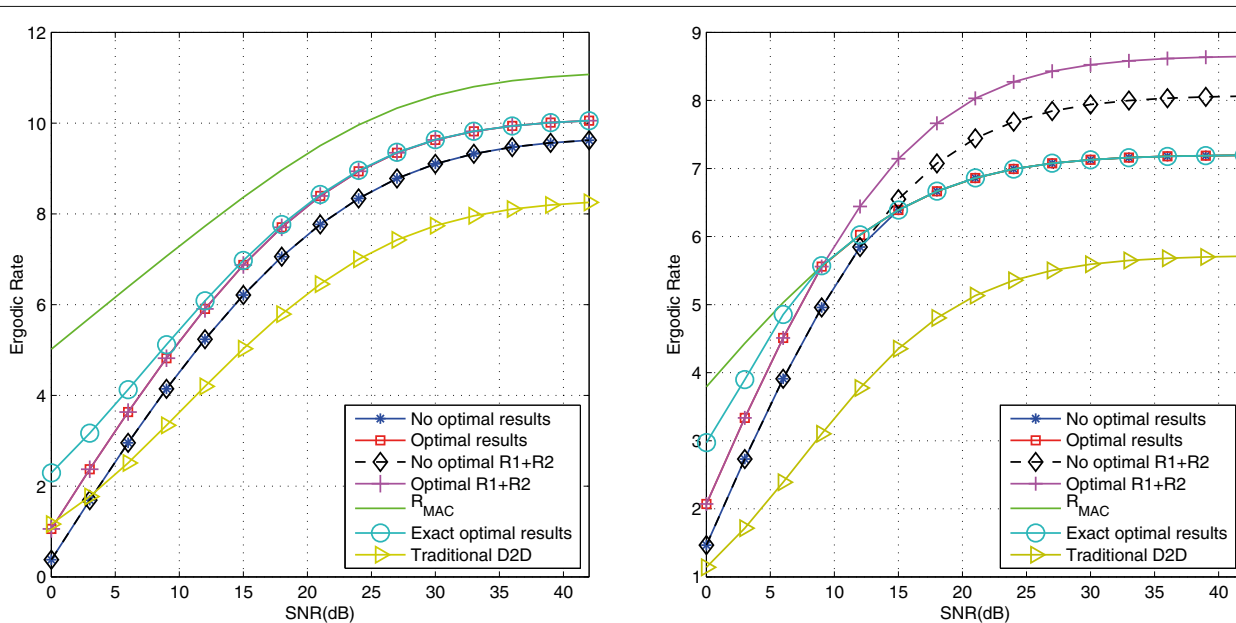 12
10
8
6
4
2
0
Ergodic Rate
0 5 10 15 20 25 30 35 40
SNR(dB)
No optimal results
Optimal results
No optimal R1+R2
Optimal R1+R2
R_MAC
Exact optimal results
Traditional D2D
9
8
7
6
5
4
3
2
1
Ergodic Rate
0 5 10 15 20 25 30 35 40
SNR(dB)
No optimal results
Optimal results
No optimal R1+R2
Optimal R1+R2
R_MAC
Exact optimal results
Traditional D2D